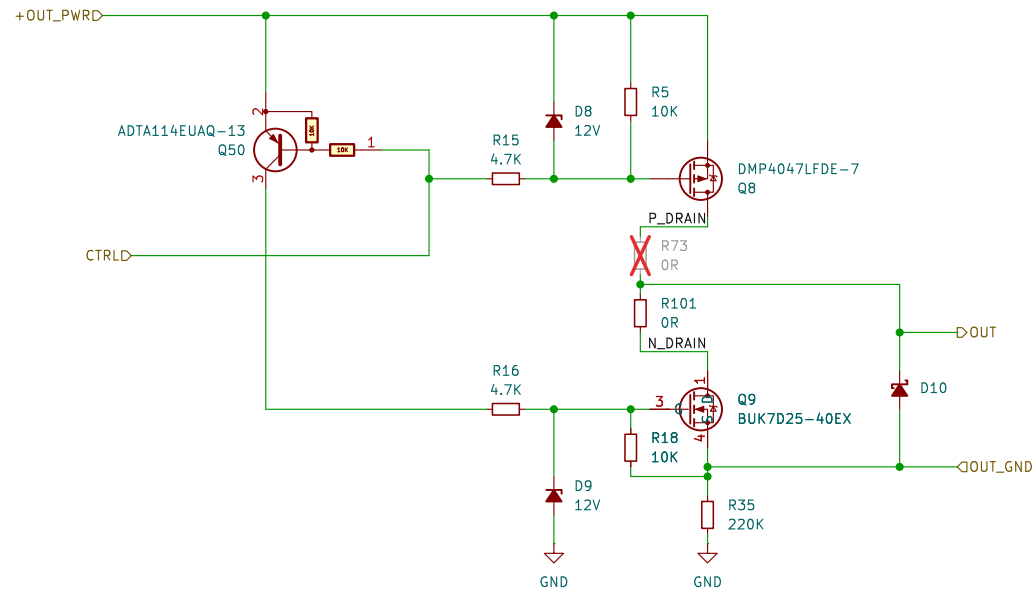 +OUT_PWR
2
10K
D8
12V
R5
10K
ADTA114EUAQ-13
Q50
10K
1
R15
4.7K
DMP4047LFDE-7
Q8
3
P_DRAIN
R73
0R
CTRL
R101
0R
OUT
N_DRAIN
R16
4.7K
1
D10
3
G
S
D
Q9
BUK7D25-40EX
4
R18
10K
OUT_GND
D9
12V
R35
220K
GND
GND